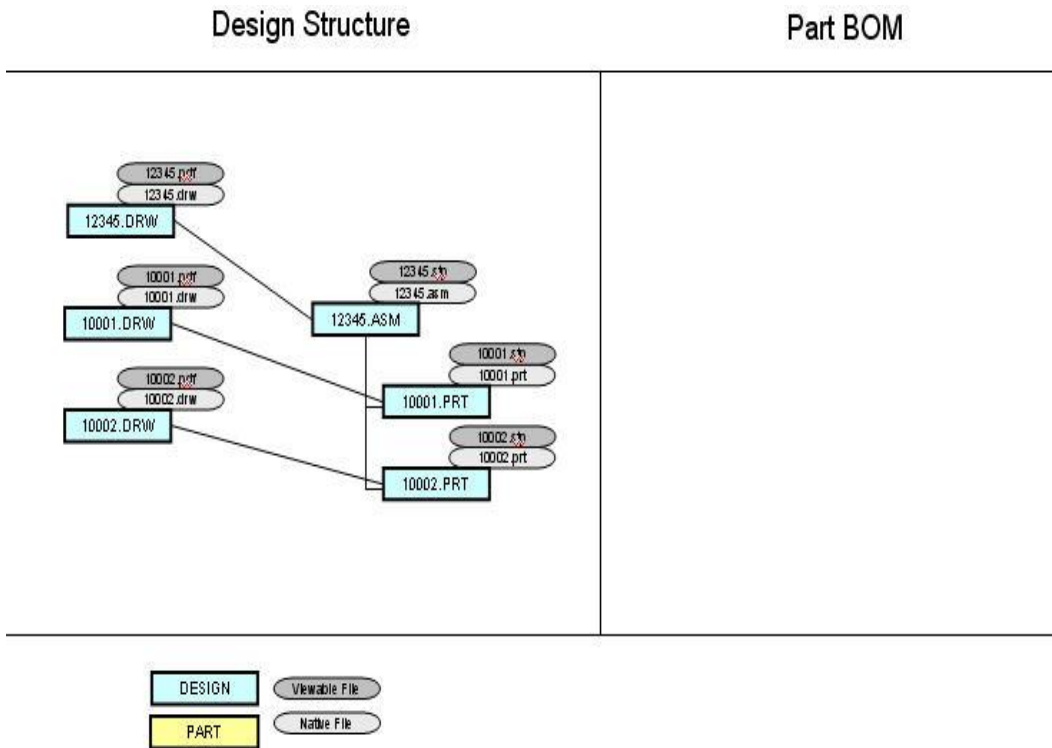 Design Structure
Part BOM
12345.pdf
12345.drw
12345.DRW
10001.pdf
10001.drw
10001.DRW
10002.pdf
10002.drw
10002.DRW
12345.stp
12345.asm
12345.ASM
10001.stp
10001.prt
10001.PRT
10002.stp
10002.prt
10002.PRT
DESIGN
Viewable File
PART
Native File